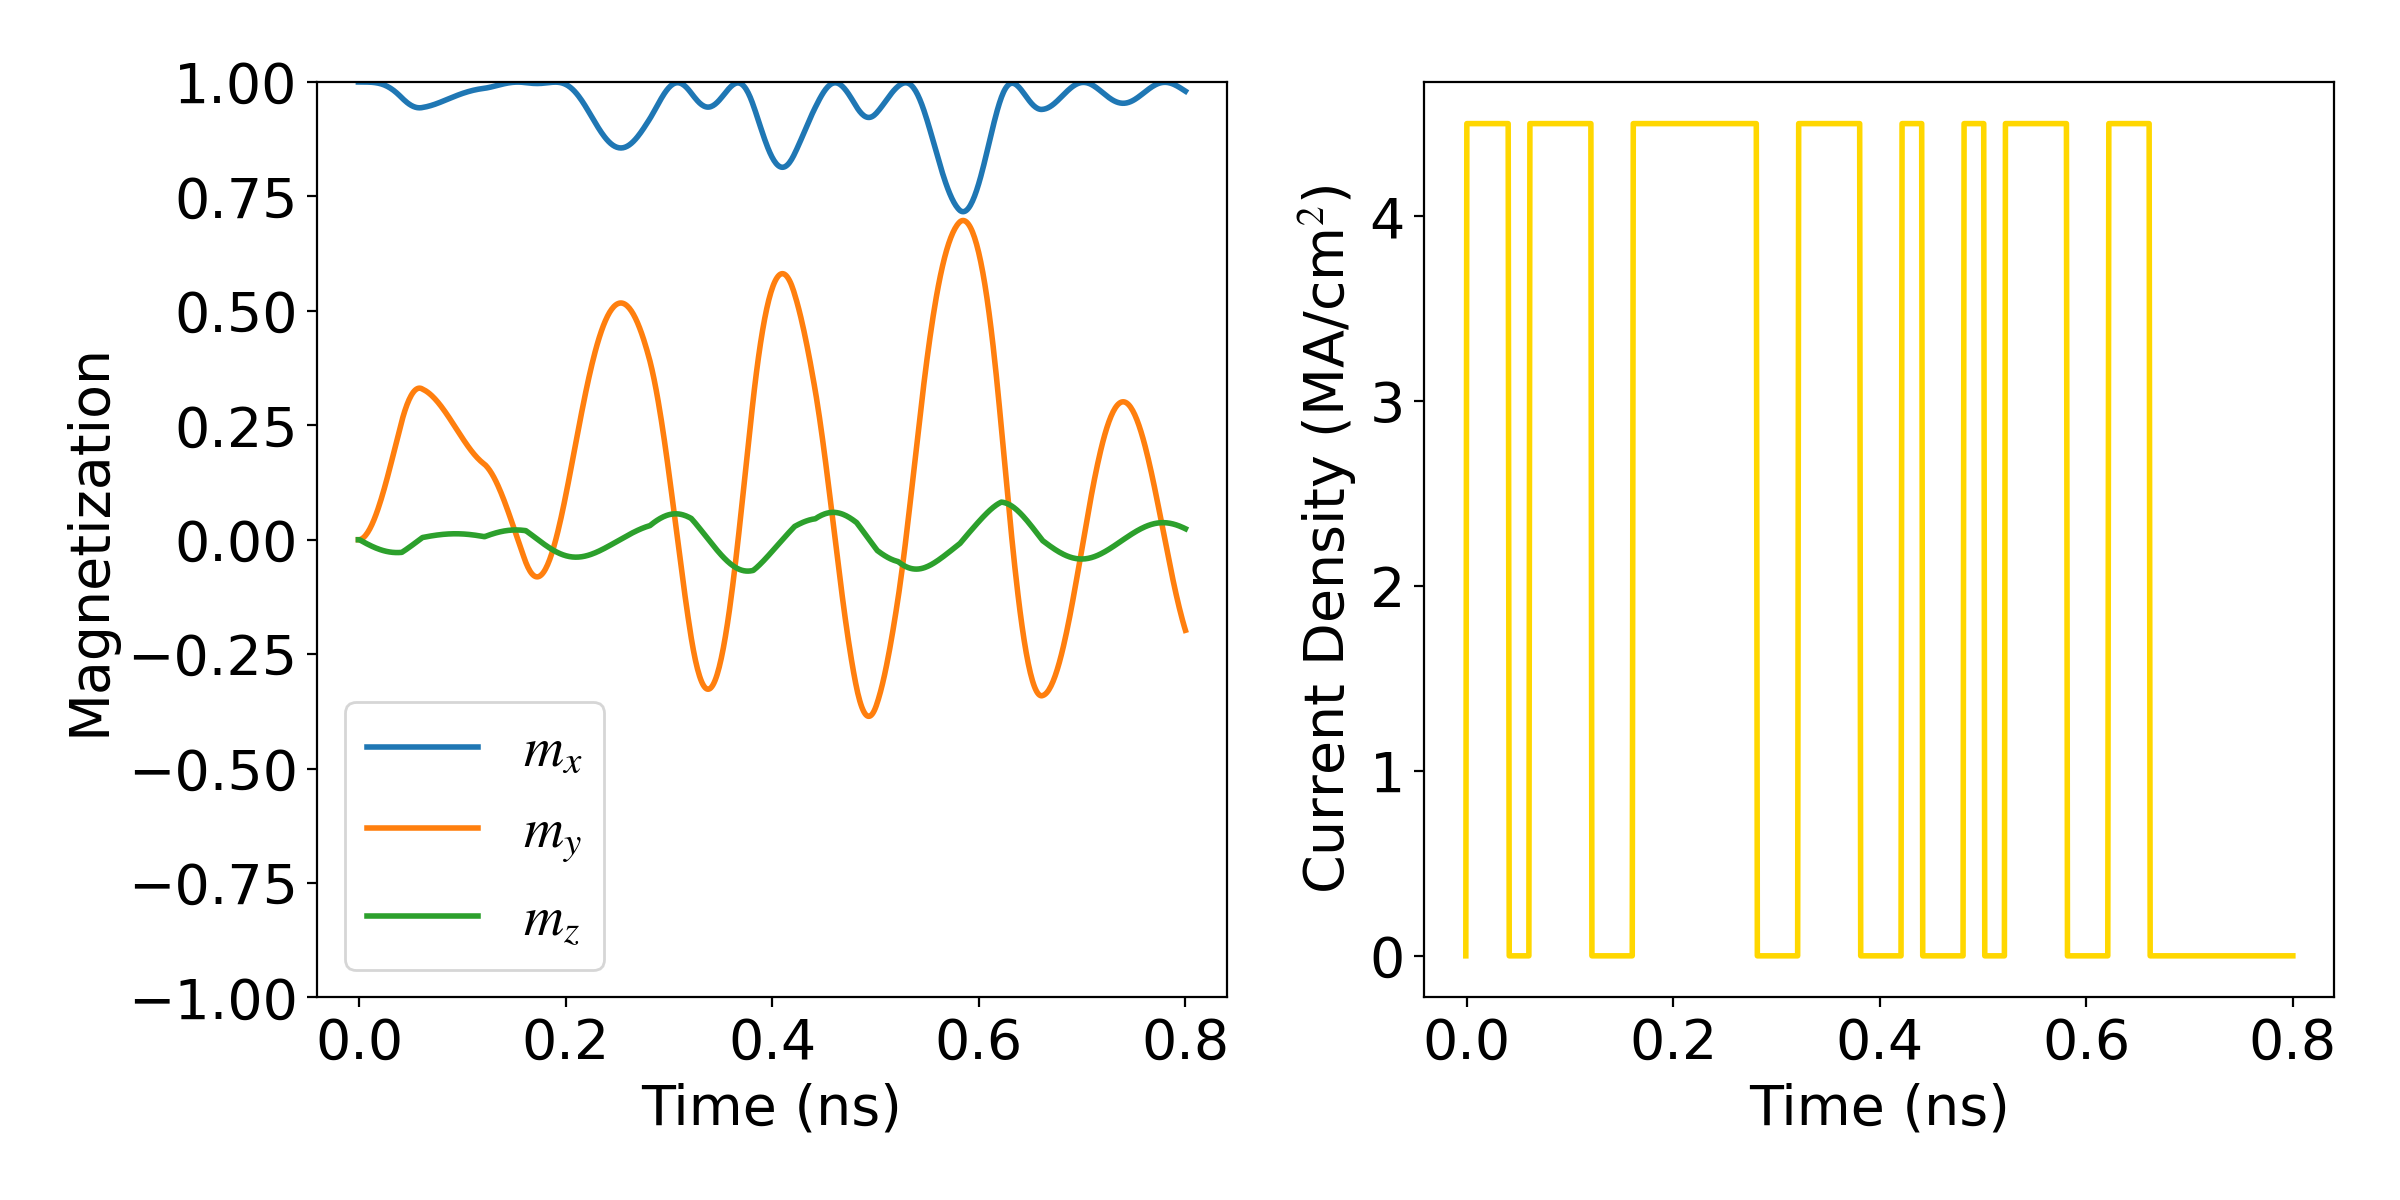 Magnetization
1.00
0.75
0.50
0.25
0.00
−0.25
−0.50
−0.75
−1.00
m_x
m_y
m_z
0.0 0.2 0.4 0.6 0.8
Time (ns)
Current Density (MA/cm²)
4
3
2
1
0
0.0 0.2 0.4 0.6 0.8
Time (ns)